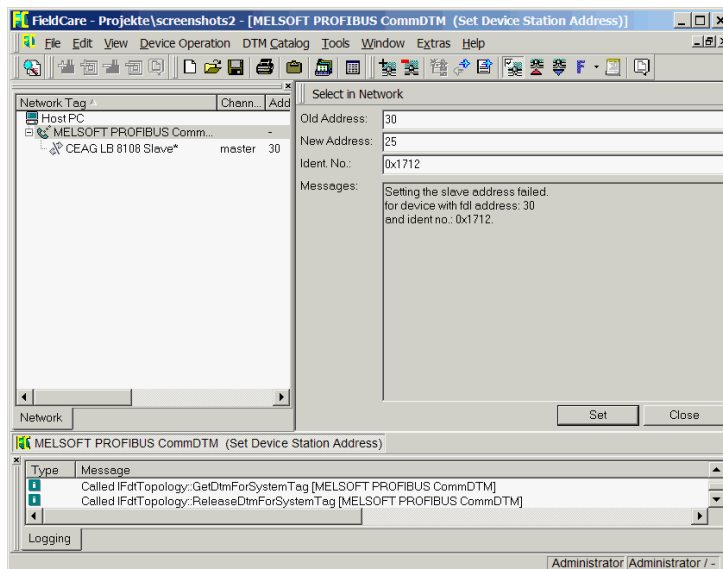 FieldCare - Projekte\screenshots2 - [MELSOFT PROFIBUS CommDTM (Set Device Station Address)]
File Edit View Device Operation DTM Catalog Tools Window Extras Help
Network Tag Chann... Add
Host PC
MELSOFT PROFIBUS Comm... -
CEAG LB 8108 Slave* master 30
Network
Select in Network
Old Address: 30
New Address: 25
Ident. No.: 0x1712
Messages: Setting the slave address failed.
for device with fdl address: 30
and ident no.: 0x1712.
Set Close
MELSOFT PROFIBUS CommDTM (Set Device Station Address)
Type Message
Called IFdtTopology::GetDtmForSystemTag [MELSOFT PROFIBUS CommDTM]
Called IFdtTopology::ReleaseDtmForSystemTag [MELSOFT PROFIBUS CommDTM]
Logging
Administrator Administrator / -